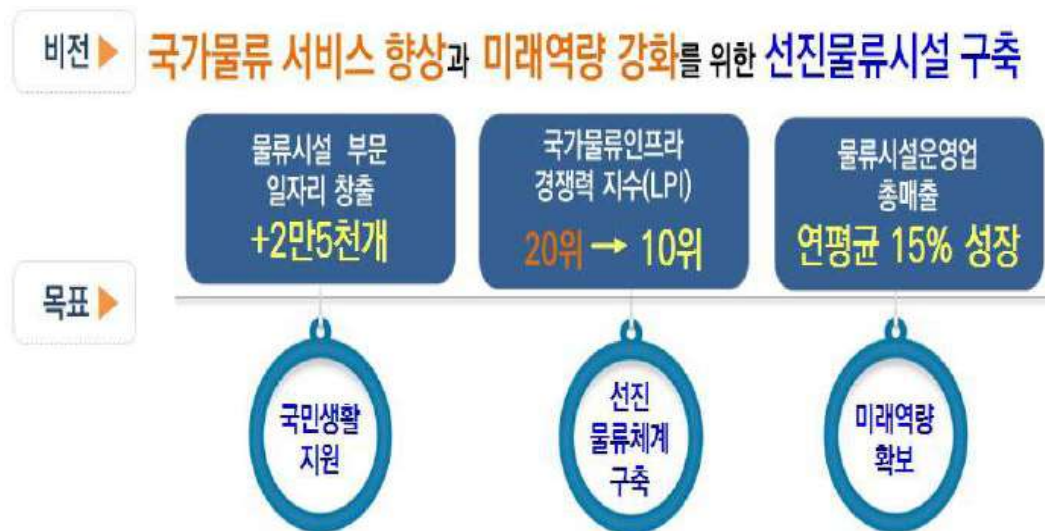 비전 ▶ 국가물류 서비스 향상과 미래역량 강화를 위한 선진물류시설 구축
물류시설 부문
일자리 창출
+2만5천개
국가물류인프라
경쟁력 지수(LPI)
20위 → 10위
물류시설운영업
총매출
연평균 15% 성장
목표 ▶
국민생활
지원
선진
물류체계
구축
미래역량
확보